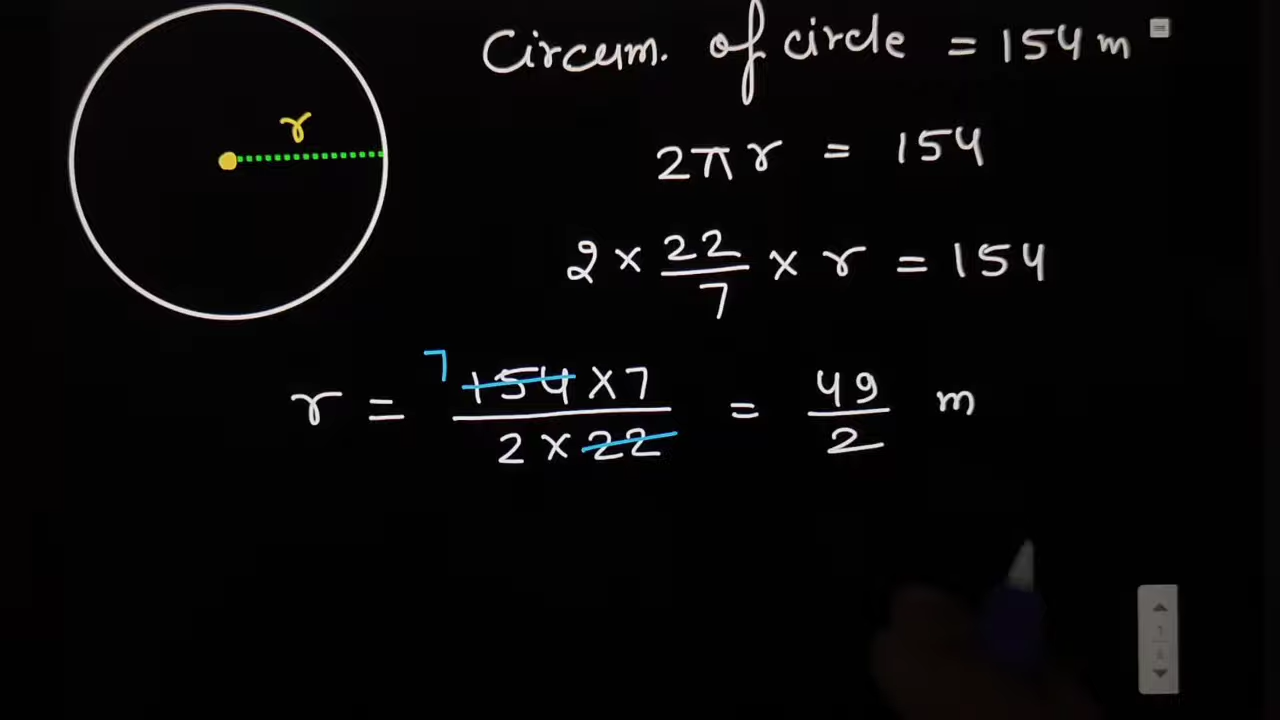 r
Circum. of circle = 154 m
2πr = 154
2 × 22/7 × r = 154
r = 7 154 × 7 / 2 × 22 = 49/2 m